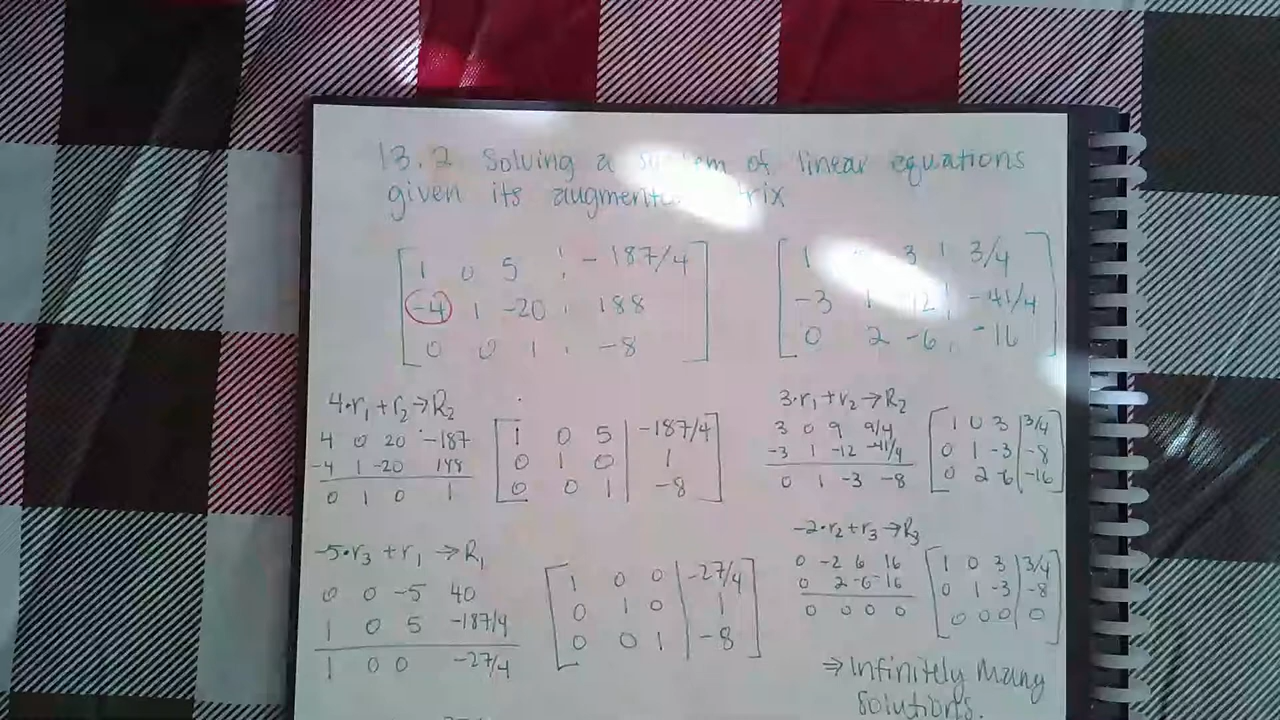 13.2 Solving a of linear equations
given its
1 0 5 -187/4
-4 1 -20 188
0 0 1 -8
1 3 3/4
-3 1 -41/4
0 2 -6 -16
4·r₁ + r₂ → R₂
4 0 20 -187
-4 1 -20 188
0 1 0 1
1 0 5 -187/4
0 1 0 1
0 0 1 -8
-5·r₃ + r₁ → R₁
0 0 -5 40
1 0 5 -187/4
1 0 0 -27/4
1 0 0 -27/4
0 1 0 1
0 0 1 -8
3·r₁ + r₂ → R₂
3 0 9 9/4
-3 1 -12 -41/4
0 1 -3 -8
1 0 3 3/4
0 1 -3 -8
0 2 -6 -16
-2·r₂ + r₃ → R₃
0 -2 6 16
0 2 -6 -16
0 0 0 0
1 0 3 3/4
0 1 -3 -8
0 0 0 0
⇒ Infinitely Many
Solutions.